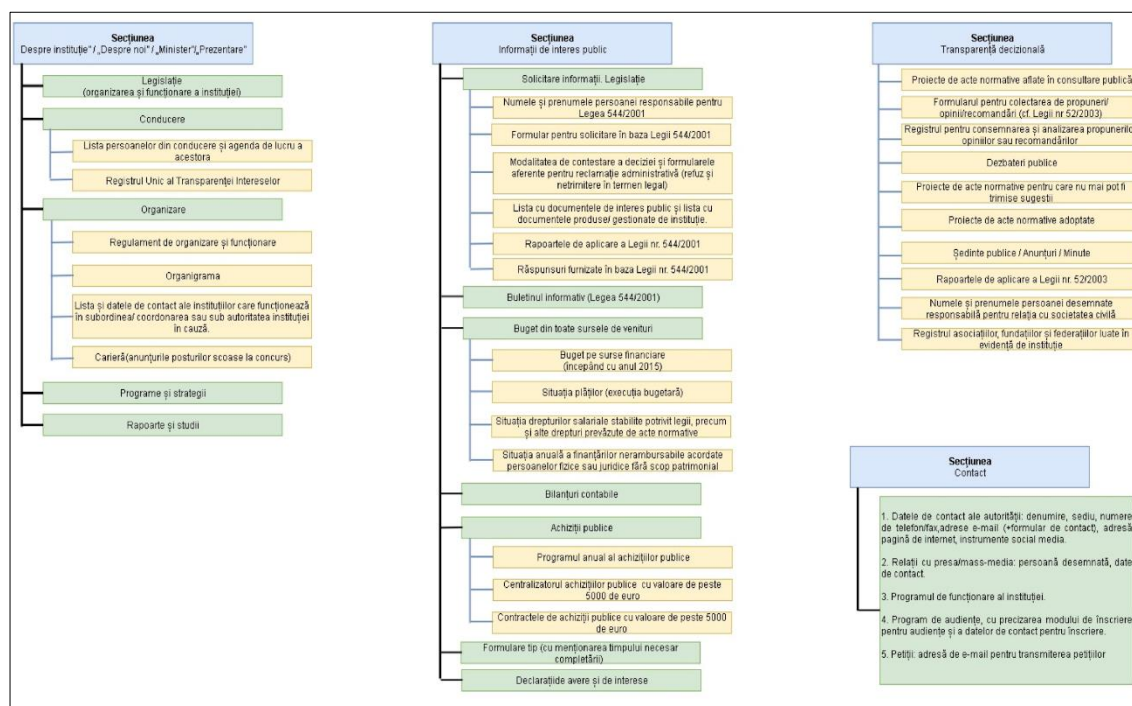 Secțiunea
Despre instituție" / „Despre noi" / „Minister"/„Prezentare"
Legislație
(organizarea și funcționare a instituției)
Conducere
Lista persoanelor din conducere și agenda de lucru a
acestora
Registrul Unic al Transparenței Intereselor
Organizare
Regulament de organizare și funcționare
Organigrama
Lista și datele de contact ale instituțiilor care funcționează
în subordinea/ coordonarea sau sub autoritatea instituției
în cauză.
Carieră(anunțurile posturilor scoase la concurs)
Programe și strategii
Rapoarte și studii
Secțiunea
Informații de interes public
Solicitare informații. Legislație
Numele și prenumele persoanei responsabile pentru
Legea 544/2001
Formular pentru solicitare în baza Legii 544/2001
Modalitatea de contestare a deciziei și formularele
aferente pentru reclamație administrativă (refuz și
netrimitere în termen legal)
Lista cu documentele de interes public și lista cu
documentele produse/ gestionate de instituție.
Rapoartele de aplicare a Legii nr. 544/2001
Răspunsuri furnizate în baza Legii nr. 544/2001
Buletinul informativ (Legea 544/2001)
Buget din toate sursele de venituri
Buget pe surse financiare
(începând cu anul 2015)
Situația plăților (execuția bugetară)
Situația drepturilor salariale stabilite potrivit legii, precum
și alte drepturi prevăzute de acte normative
Situația anuală a finanțărilor nerambursabile acordate
persoanelor fizice sau juridice fără scop patrimonial
Bilanțuri contabile
Achiziții publice
Programul anual al achizițiilor publice
Centralizatorul achizițiilor publice cu valoare de peste
5000 de euro
Contractele de achiziții publice cu valoare de peste 5000
de euro
Formulare tip (cu menționarea timpului necesar
completării)
Declarațiide avere și de interese
Secțiunea
Transparență decizională
Proiecte de acte normative aflate în consultare publică
Formularul pentru colectarea de propuneri/
opinii/recomandări (cf. Legii nr 52/2003)
Registrul pentru consemnarea și analizarea propunerilo
opiniilor sau recomandărilor
Dezbateri publice
Proiecte de acte normative pentru care nu mai pot fi
trimise sugestii
Proiecte de acte normative adoptate
Ședinte publice / Anunțuri / Minute
Rapoartele de aplicare a Legii nr. 52/2003
Numele și prenumele persoanei desemnate
responsabilă pentru relația cu societatea civilă
Registrul asociațiilor, fundațiilor și federațiilor luate în
evidență de instituție
Secțiunea
Contact
1. Datele de contact ale autorității: denumire, sediu, numere
de telefon/fax,adrese e-mail (+formular de contact), adresă
pagină de internet, instrumente social media.
2. Relații cu presa/mass-media: persoană desemnată, date
de contact.
3. Programul de funcționare al instituției.
4. Program de audiențe, cu precizarea modului de înscriere
pentru audiențe și a datelor de contact pentru înscriere.
5. Petiții: adresă de e-mail pentru transmiterea petițiilor